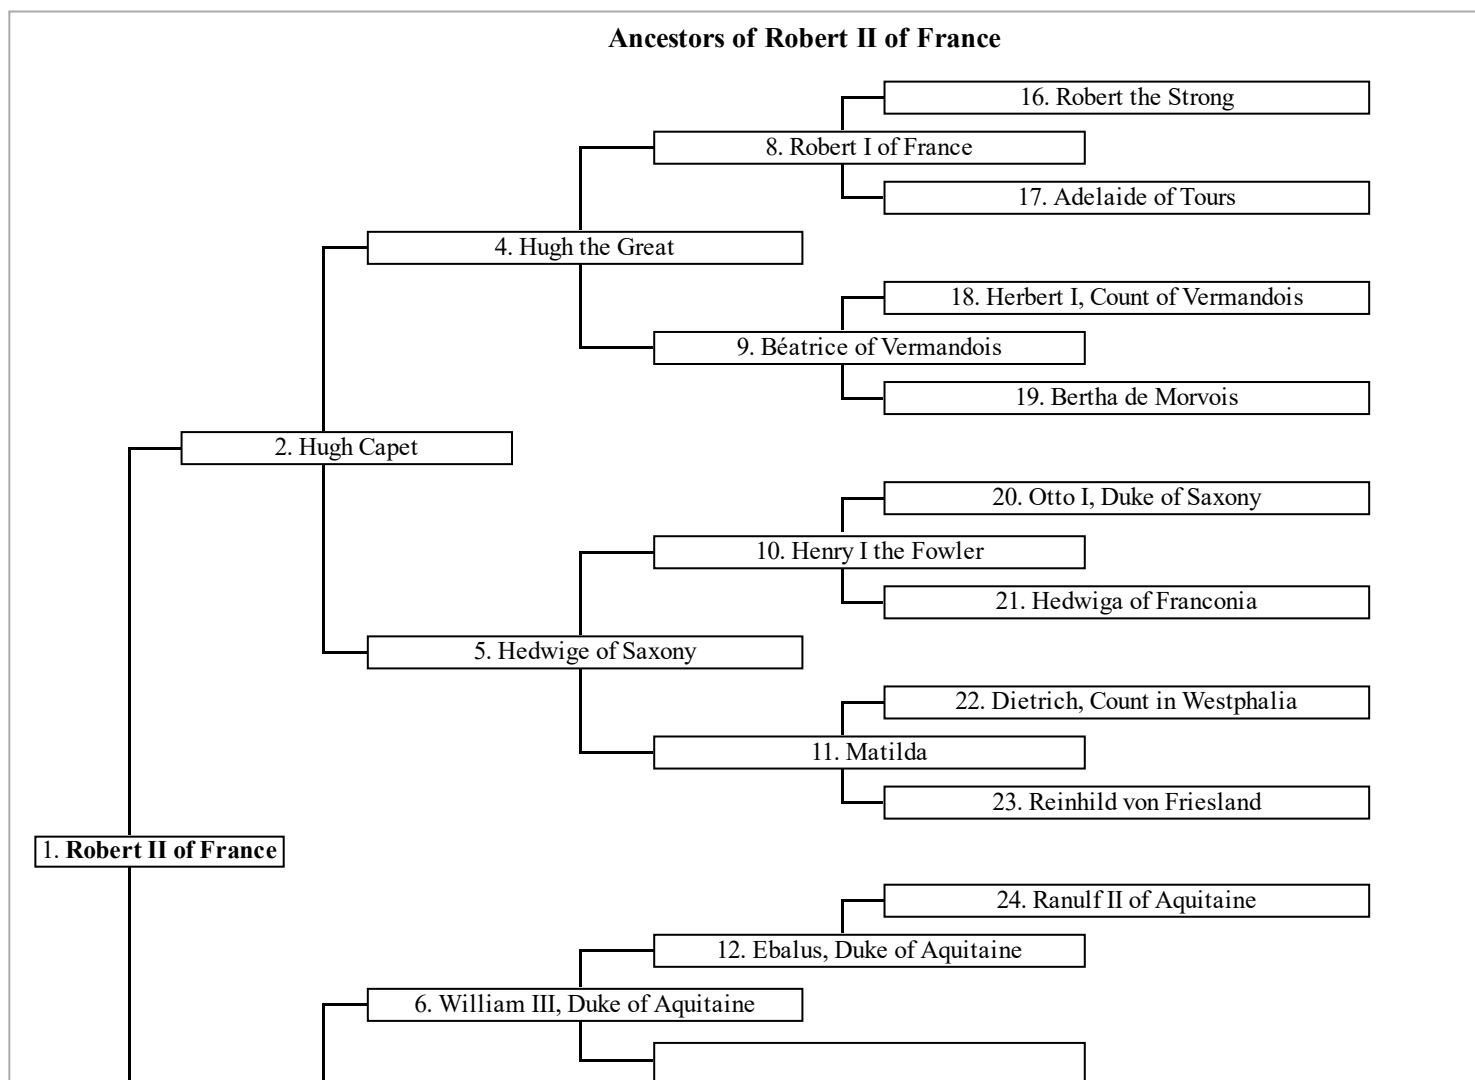 Ancestors of Robert II of France
16. Robert the Strong
8. Robert I of France
17. Adelaide of Tours
4. Hugh the Great
18. Herbert I, Count of Vermandois
9. Béatrice of Vermandois
19. Bertha de Morvois
2. Hugh Capet
20. Otto I, Duke of Saxony
10. Henry I the Fowler
21. Hedwiga of Franconia
5. Hedwige of Saxony
22. Dietrich, Count in Westphalia
11. Matilda
23. Reinhild von Friesland
1. Robert II of France
24. Ranulf II of Aquitaine
12. Ebalus, Duke of Aquitaine
6. William III, Duke of Aquitaine